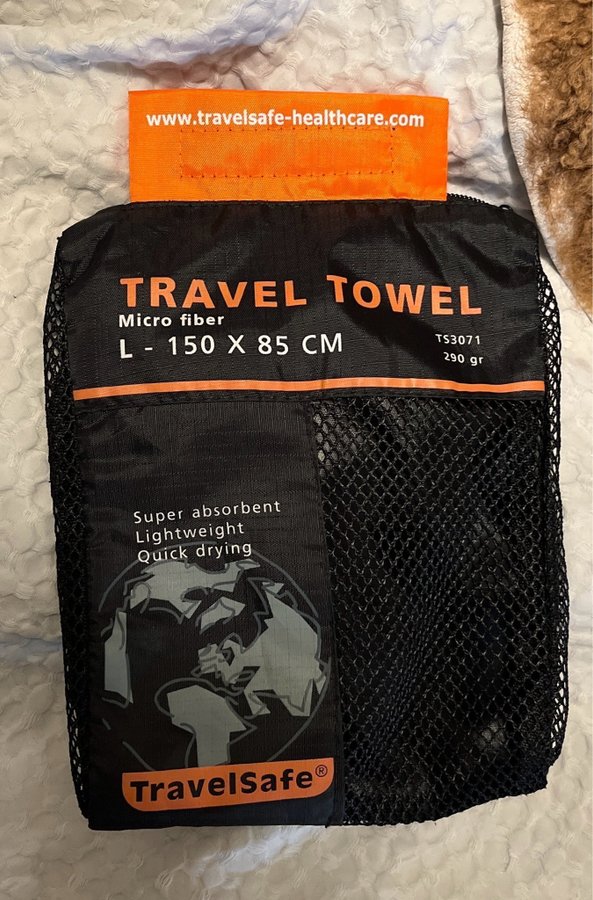 www.travelsafe-healthcare.com
TRAVEL TOWEL
Micro fiber
L - 150 X 85 CM
TS3071
290 gr
Super absorbent
Lightweight
Quick drying
TravelSafe®